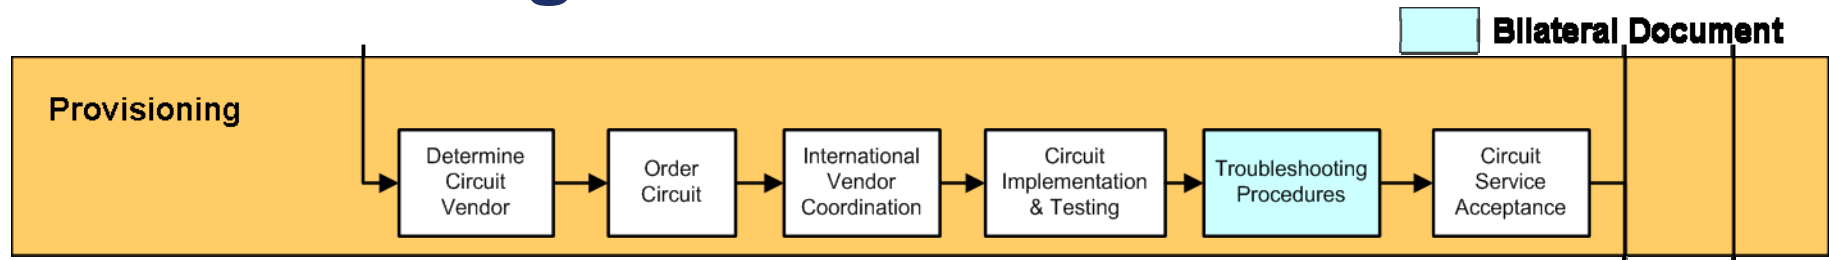 Bilateral Document
Provisioning
Determine
Circuit
Vendor
Order
Circuit
International
Vendor
Coordination
Circuit
Implementation
& Testing
Troubleshooting
Procedures
Circuit
Service
Acceptance